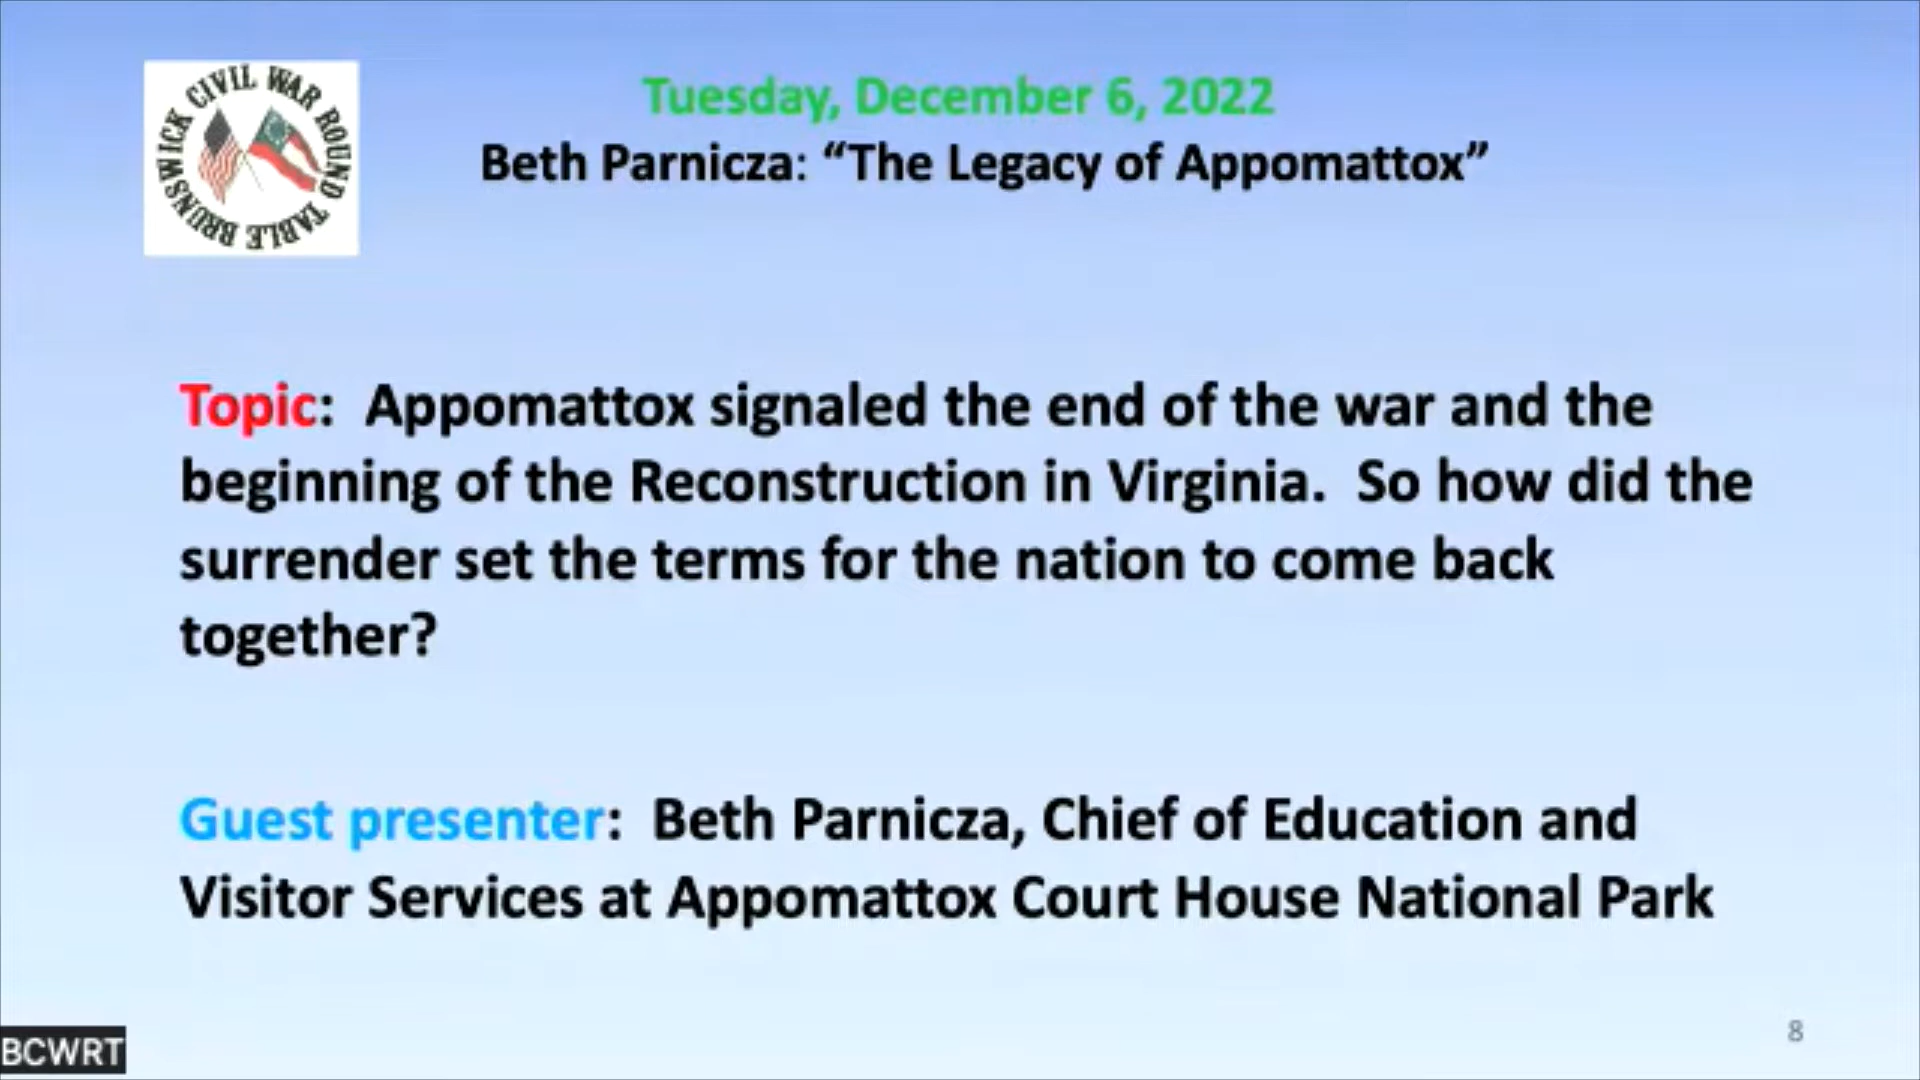 BRUNSWICK CIVIL WAR ROUND TABLE
Tuesday, December 6, 2022
Beth Parnicza: “The Legacy of Appomattox”
Topic: Appomattox signaled the end of the war and the
beginning of the Reconstruction in Virginia. So how did the
surrender set the terms for the nation to come back
together?
Guest presenter: Beth Parnicza, Chief of Education and
Visitor Services at Appomattox Court House National Park
8
BCWRT